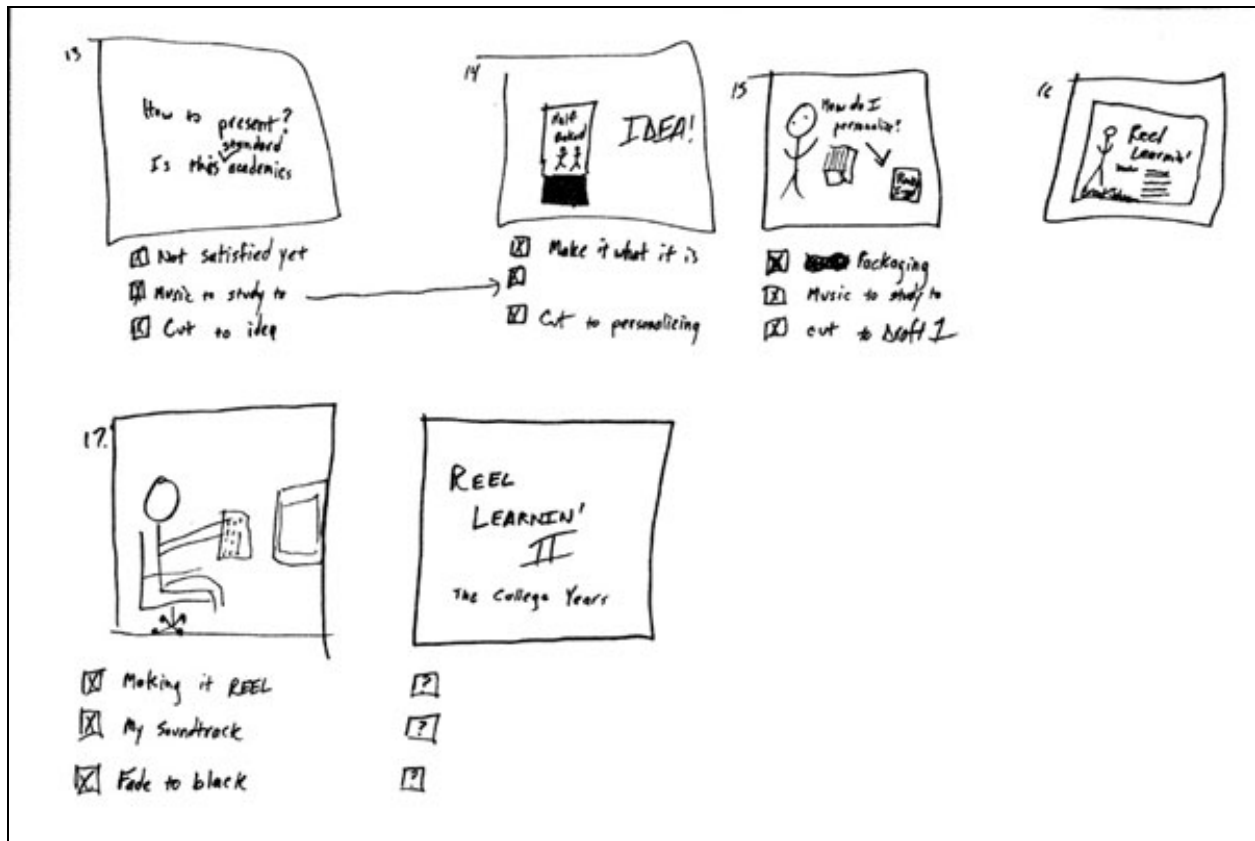 13
How to present?
standard
Is this academics
Not satisfied yet
Music to study to
Cut to idea
14
Half
Baked
IDEA!
X Make it what it is
X
Cut to personalizing
15
How do I
personalize?
X Packaging
X Music to study to
X cut to Draft 1
16
Reel
Learnin'
17.
X Making it REEL
X My Soundtrack
X Fade to black
REEL
LEARNIN'
II
The College Years
?
?
?